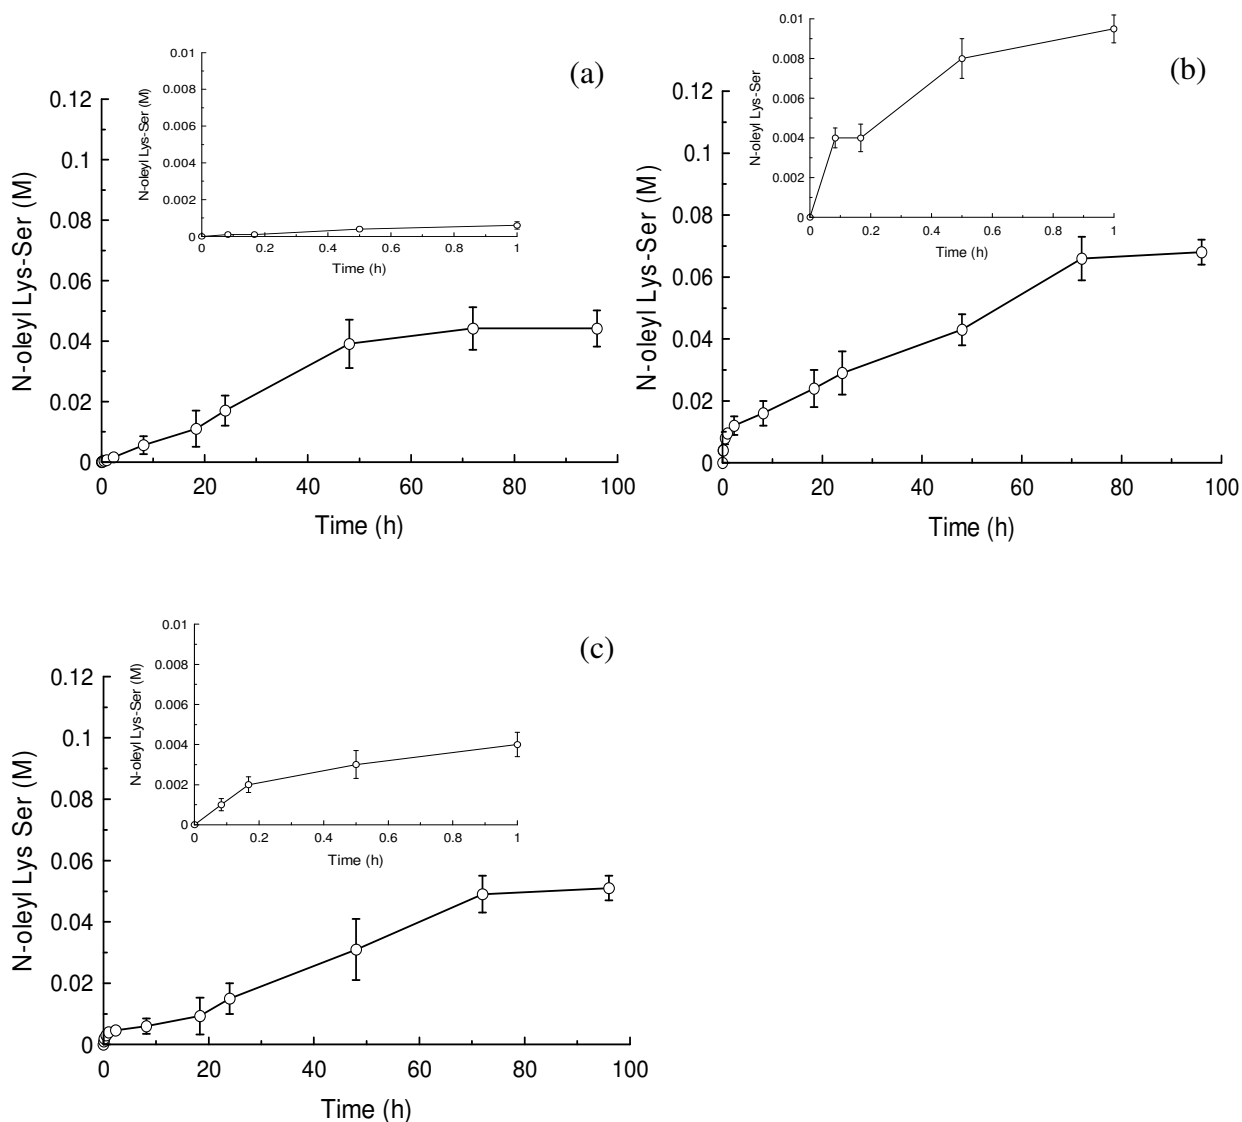 (a)
N-oleyl Lys-Ser (M)
0.01
0.008
0.006
0.004
0.002
0
0 0.2 0.4 0.6 0.8 1
Time (h)
N-oleyl Lys-Ser (M)
0.12
0.1
0.08
0.06
0.04
0.02
0
0 20 40 60 80 100
Time (h)
(b)
N-oleyl Lys-Ser
0.01
0.008
0.006
0.004
0.002
0
0 0.2 0.4 0.6 0.8 1
Time (h)
N-oleyl Lys-Ser (M)
0.12
0.1
0.08
0.06
0.04
0.02
0
0 20 40 60 80 100
Time (h)
(c)
N-oleyl Lys-Ser (M)
0.01
0.008
0.006
0.004
0.002
0
0 0.2 0.4 0.6 0.8 1
Time (h)
N-oleyl Lys Ser (M)
0.12
0.1
0.08
0.06
0.04
0.02
0
0 20 40 60 80 100
Time (h)